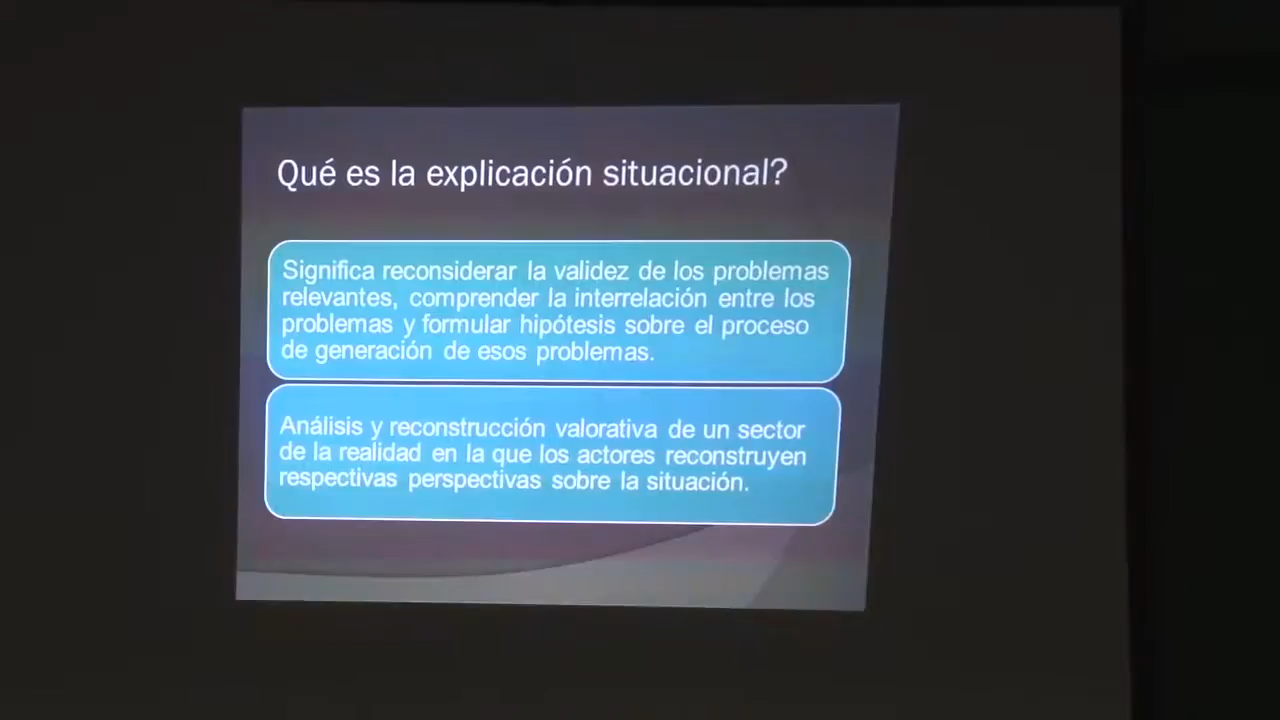 Qué es la explicación situacional?
Significa reconsiderar la validez de los problemas
relevantes, comprender la interrelación entre los
problemas y formular hipótesis sobre el proceso
de generación de esos problemas.
Análisis y reconstrucción valorativa de un sector
de la realidad en la que los actores reconstruyen
respectivas perspectivas sobre la situación.